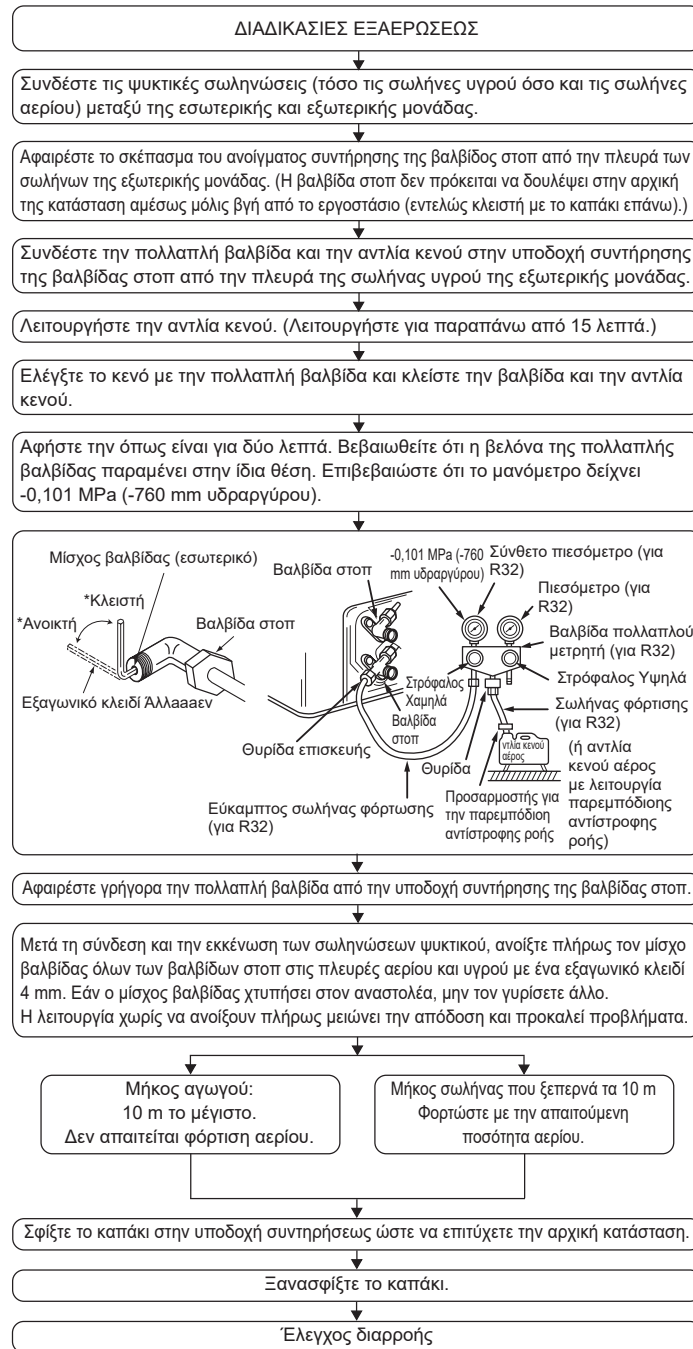 ΔΙΑΔΙΚΑΣΙΕΣ ΕΞΑΕΡΩΣΕΩΣ
Συνδέστε τις ψυκτικές σωληνώσεις (τόσο τις σωλήνες υγρού όσο και τις σωλήνες
αερίου) μεταξύ της εσωτερικής και εξωτερικής μονάδας.
Αφαιρέστε το σκέπασμα του ανοίγματος συντήρησης της βαλβίδος στοπ από την πλευρά των
σωλήνων της εξωτερικής μονάδας. (Η βαλβίδα στοπ δεν πρόκειται να δουλέψει στην αρχική
της κατάσταση αμέσως μόλις βγή από το εργοστάσιο (εντελώς κλειστή με το καπάκι επάνω).)
Συνδέστε την πολλαπλή βαλβίδα και την αντλία κενού στην υποδοχή συντήρησης
της βαλβίδας στοπ από την πλευρά της σωλήνας υγρού της εξωτερικής μονάδας.
Λειτουργήστε την αντλία κενού. (Λειτουργήστε για παραπάνω από 15 λεπτά.)
Ελέγξτε το κενό με την πολλαπλή βαλβίδα και κλείστε την βαλβίδα και την αντλία
κενού.
Αφήστε την όπως είναι για δύο λεπτά. Βεβαιωθείτε ότι η βελόνα της πολλαπλής
βαλβίδας παραμένει στην ίδια θέση. Επιβεβαιώστε ότι το μανόμετρο δείχνει
-0,101 MPa (-760 mm υδραργύρου).
Μίσχος βαλβίδας (εσωτερικό)
*Κλειστή
*Ανοικτή
Βαλβίδα στοπ
Εξαγωνικό κλειδί Άλλαααεν
Βαλβίδα στοπ
-0,101 MPa (-760
mm υδραργύρου)
Σύνθετο πιεσόμετρο (για
R32)
Πιεσόμετρο (για
R32)
Βαλβίδα πολλαπλού
μετρητή (για R32)
Στρόφαλος
Χαμηλά
Στρόφαλος Υψηλά
Βαλβίδα
στοπ
Σωλήνας φόρτισης
(για R32)
Θυρίδα επισκευής
Θυρίδα
ντλία κενού
αέρος
(ή αντλία
κενού αέρος
με λειτουργία
παρεμπόδιοης
αντίστροφης
ροής)
Εύκαμπτος σωλήνας φόρτωσης
(για R32)
Προσαρμοστής για
την παρεμπόδιοη
αντίστροφης ροής
Αφαιρέστε γρήγορα την πολλαπλή βαλβίδα από την υποδοχή συντήρησης της βαλβίδας στοπ.
Μετά τη σύνδεση και την εκκένωση των σωληνώσεων ψυκτικού, ανοίξτε πλήρως τον μίσχο
βαλβίδας όλων των βαλβίδων στοπ στις πλευρές αερίου και υγρού με ένα εξαγωνικό κλειδί
4 mm. Εάν ο μίσχος βαλβίδας χτυπήσει στον αναστολέα, μην τον γυρίσετε άλλο.
Η λειτουργία χωρίς να ανοίξουν πλήρως μειώνει την απόδοση και προκαλεί προβλήματα.
Μήκος αγωγού:
10 m το μέγιστο.
Δεν απαιτείται φόρτιση αερίου.
Μήκος σωλήνας που ξεπερνά τα 10 m
Φορτώστε με την απαιτούμενη
ποσότητα αερίου.
Σφίξτε το καπάκι στην υποδοχή συντηρήσεως ώστε να επιτύχετε την αρχική κατάσταση.
Ξανασφίξτε το καπάκι.
Έλεγχος διαρροής